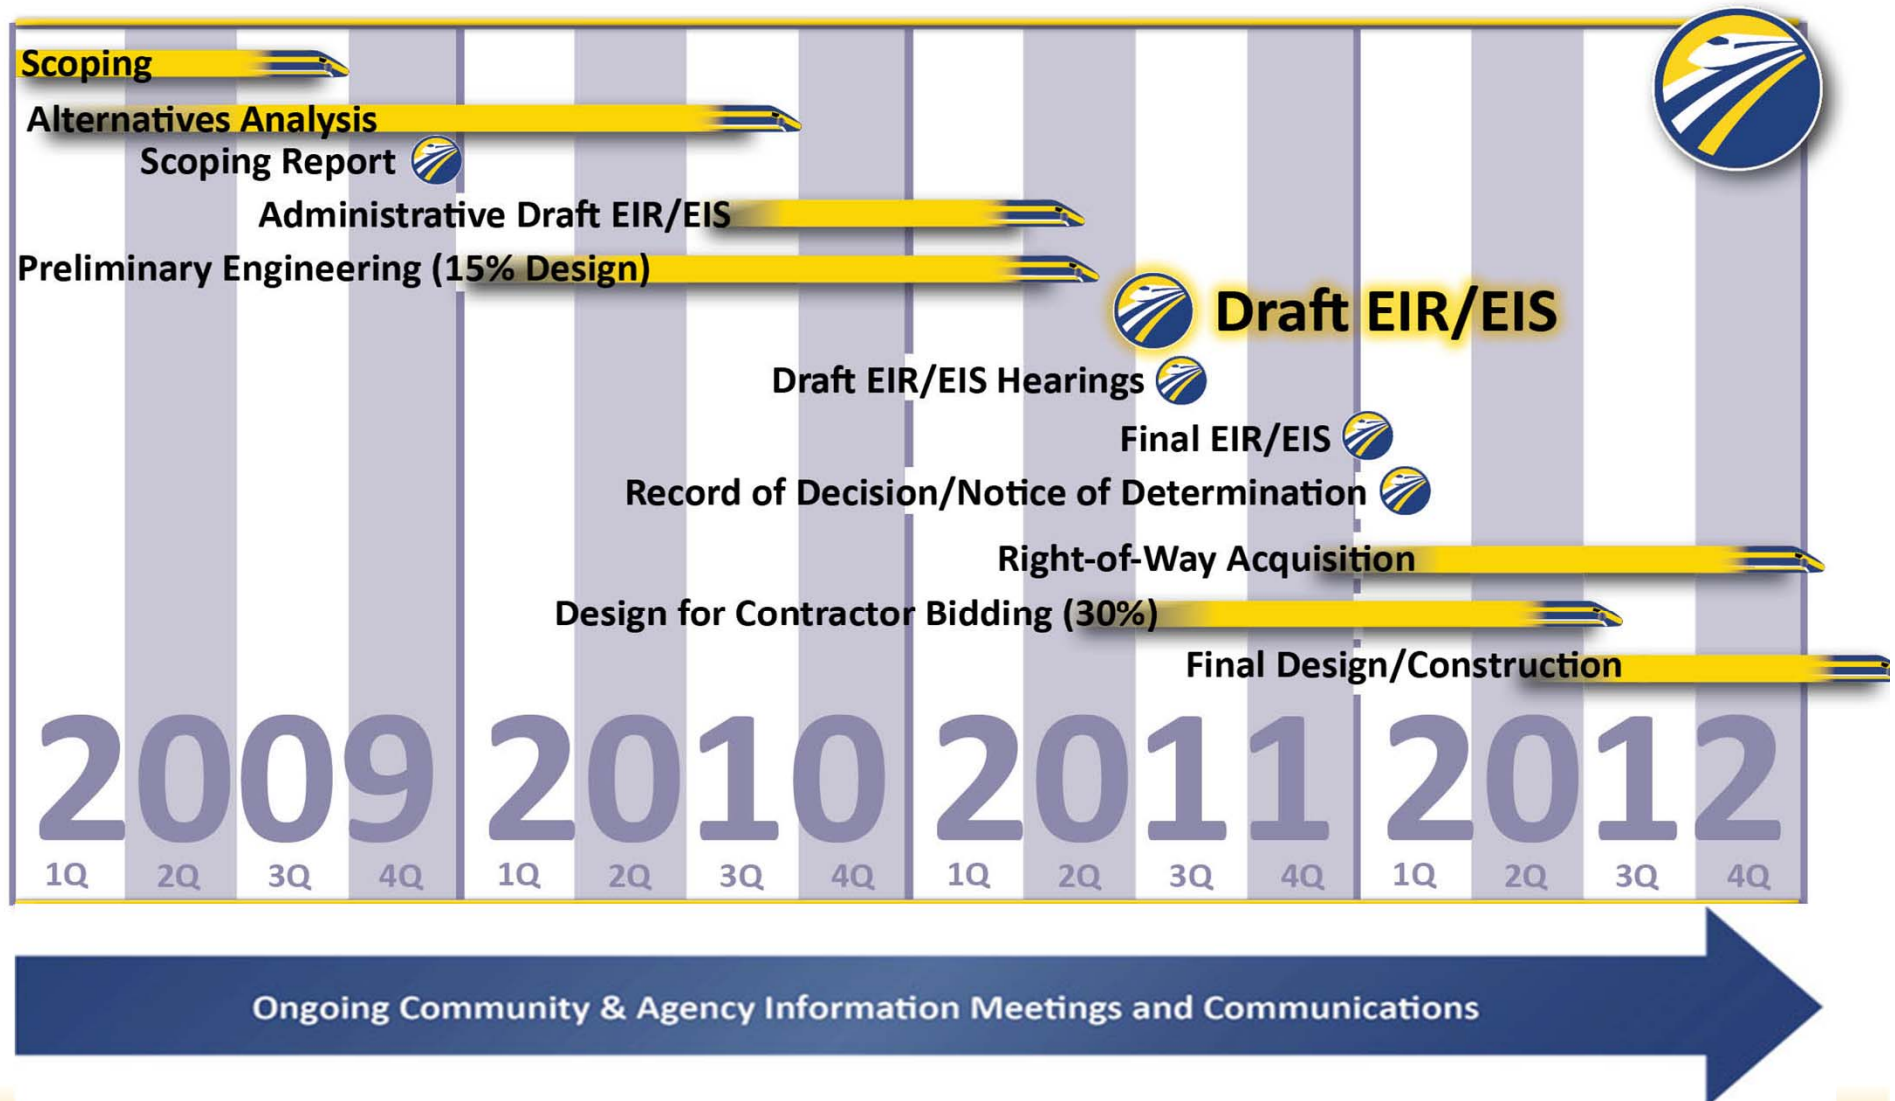 Scoping
Alternatives Analysis
Scoping Report
Administrative Draft EIR/EIS
Preliminary Engineering (15% Design)
Draft EIR/EIS
Draft EIR/EIS Hearings
Final EIR/EIS
Record of Decision/Notice of Determination
Right-of-Way Acquisition
Design for Contractor Bidding (30%)
Final Design/Construction
2009 2010 2011 2012
1Q 2Q 3Q 4Q 1Q 2Q 3Q 4Q 1Q 2Q 3Q 4Q 1Q 2Q 3Q 4Q
Ongoing Community & Agency Information Meetings and Communications